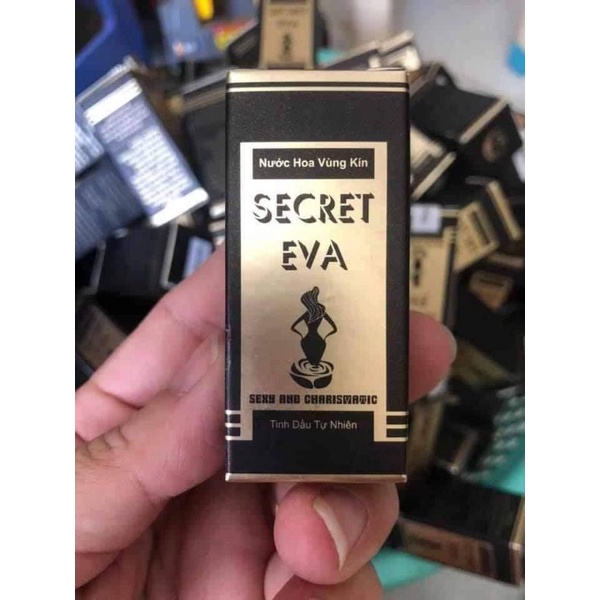 Nước Hoa Vùng Kín
SECRET
EVA
SEXY AND CHARISMATIC
Tinh Dầu Tự Nhiên